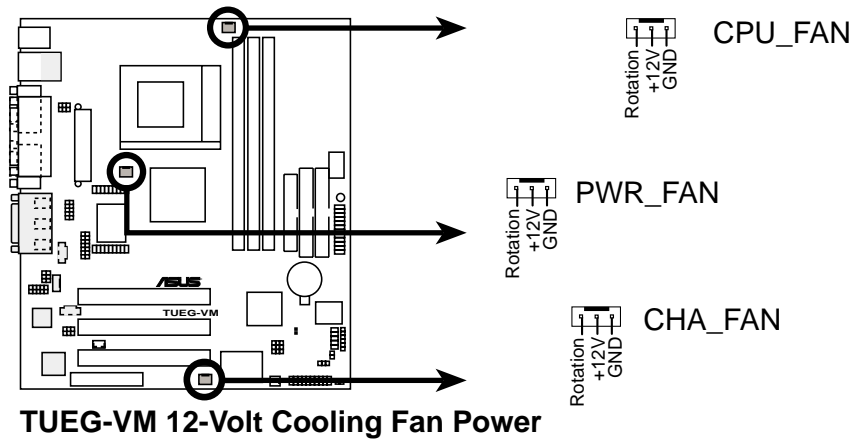 CPU_FAN
Rotation
+12V
GND
PWR_FAN
Rotation
+12V
GND
CHA_FAN
Rotation
+12V
GND
/SUS
TUEG-VM
TUEG-VM 12-Volt Cooling Fan Power